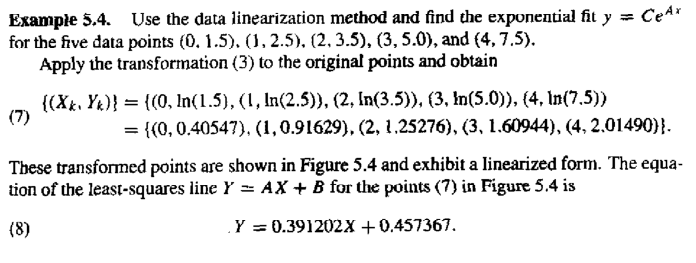 Example 5.4. Use the data linearization method and find the exponential fit y = Ce^{Ax}
for the five data points (0, 1.5), (1, 2.5), (2, 3.5), (3, 5.0), and (4, 7.5).
Apply the transformation (3) to the original points and obtain
{(X_k, Y_k)} = {(0, ln(1.5), (1, ln(2.5)), (2, ln(3.5)), (3, ln(5.0)), (4, ln(7.5))
(7)
= {(0, 0.40547), (1, 0.91629), (2, 1.25276), (3, 1.60944), (4, 2.01490)}.
These transformed points are shown in Figure 5.4 and exhibit a linearized form. The equa-
tion of the least-squares line Y = AX + B for the points (7) in Figure 5.4 is
(8) Y = 0.391202X + 0.457367.